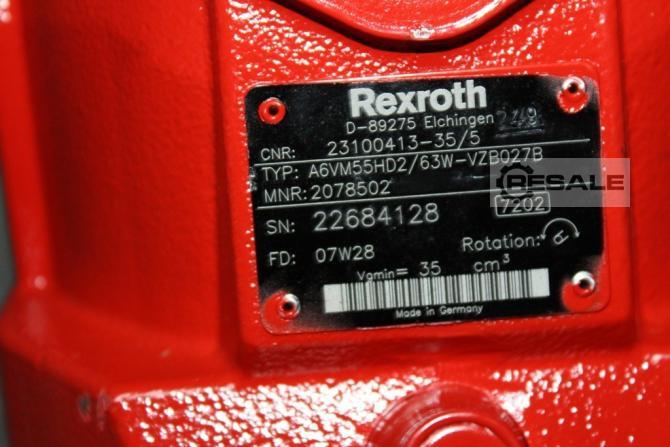 Rexroth
D-89275 Elchingen 249
CNR: 23100413-35/5
TYP: A6VM55HD2/63W-VZB027B
MNR: 2078502
RESALE
SN: 22684128 7202
FD: 07W28 Rotation:
Vgmin= 35 cm³
Made in Germany